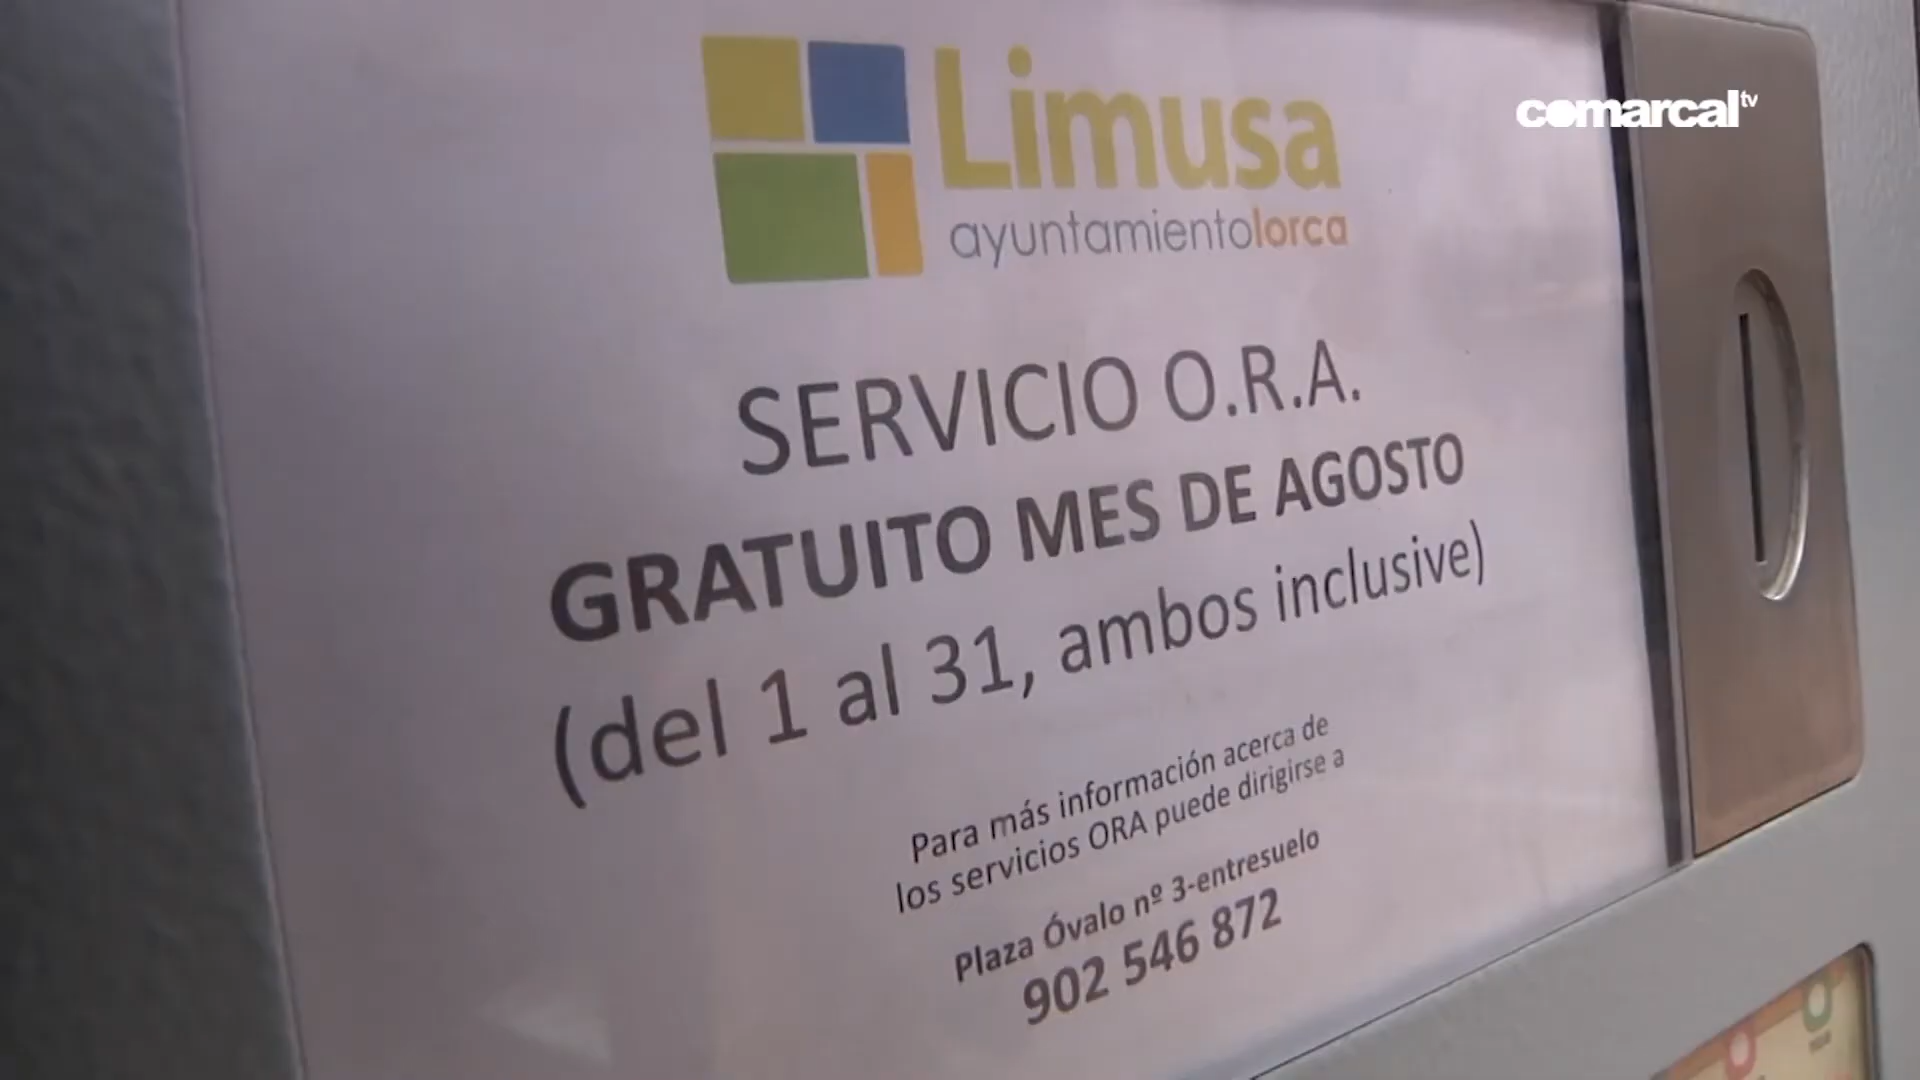 Limusa
ayuntamientolorca
comarcal tv
SERVICIO O.R.A.
GRATUITO MES DE AGOSTO
(del 1 al 31, ambos inclusive)
Para más información acerca de
los servicios ORA puede dirigirse a
Plaza Óvalo nº 3-entresuelo
902 546 872